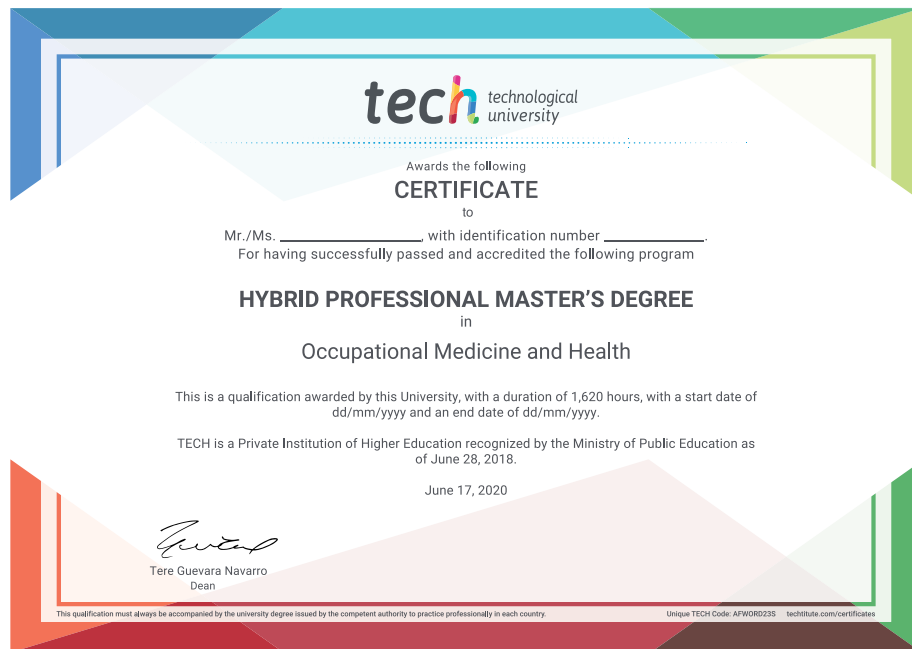 tech technological
university
Awards the following
CERTIFICATE
to
Mr./Ms. ____________________, with identification number ______________.
For having successfully passed and accredited the following program
HYBRID PROFESSIONAL MASTER’S DEGREE
in
Occupational Medicine and Health
This is a qualification awarded by this University, with a duration of 1,620 hours, with a start date of
dd/mm/yyyy and an end date of dd/mm/yyyy.
TECH is a Private Institution of Higher Education recognized by the Ministry of Public Education as
of June 28, 2018.
June 17, 2020
Tere Guevara Navarro
Dean
This qualification must always be accompanied by the university degree issued by the competent authority to practice professionally in each country. Unique TECH Code: AFWORD23S techtitute.com/certificates